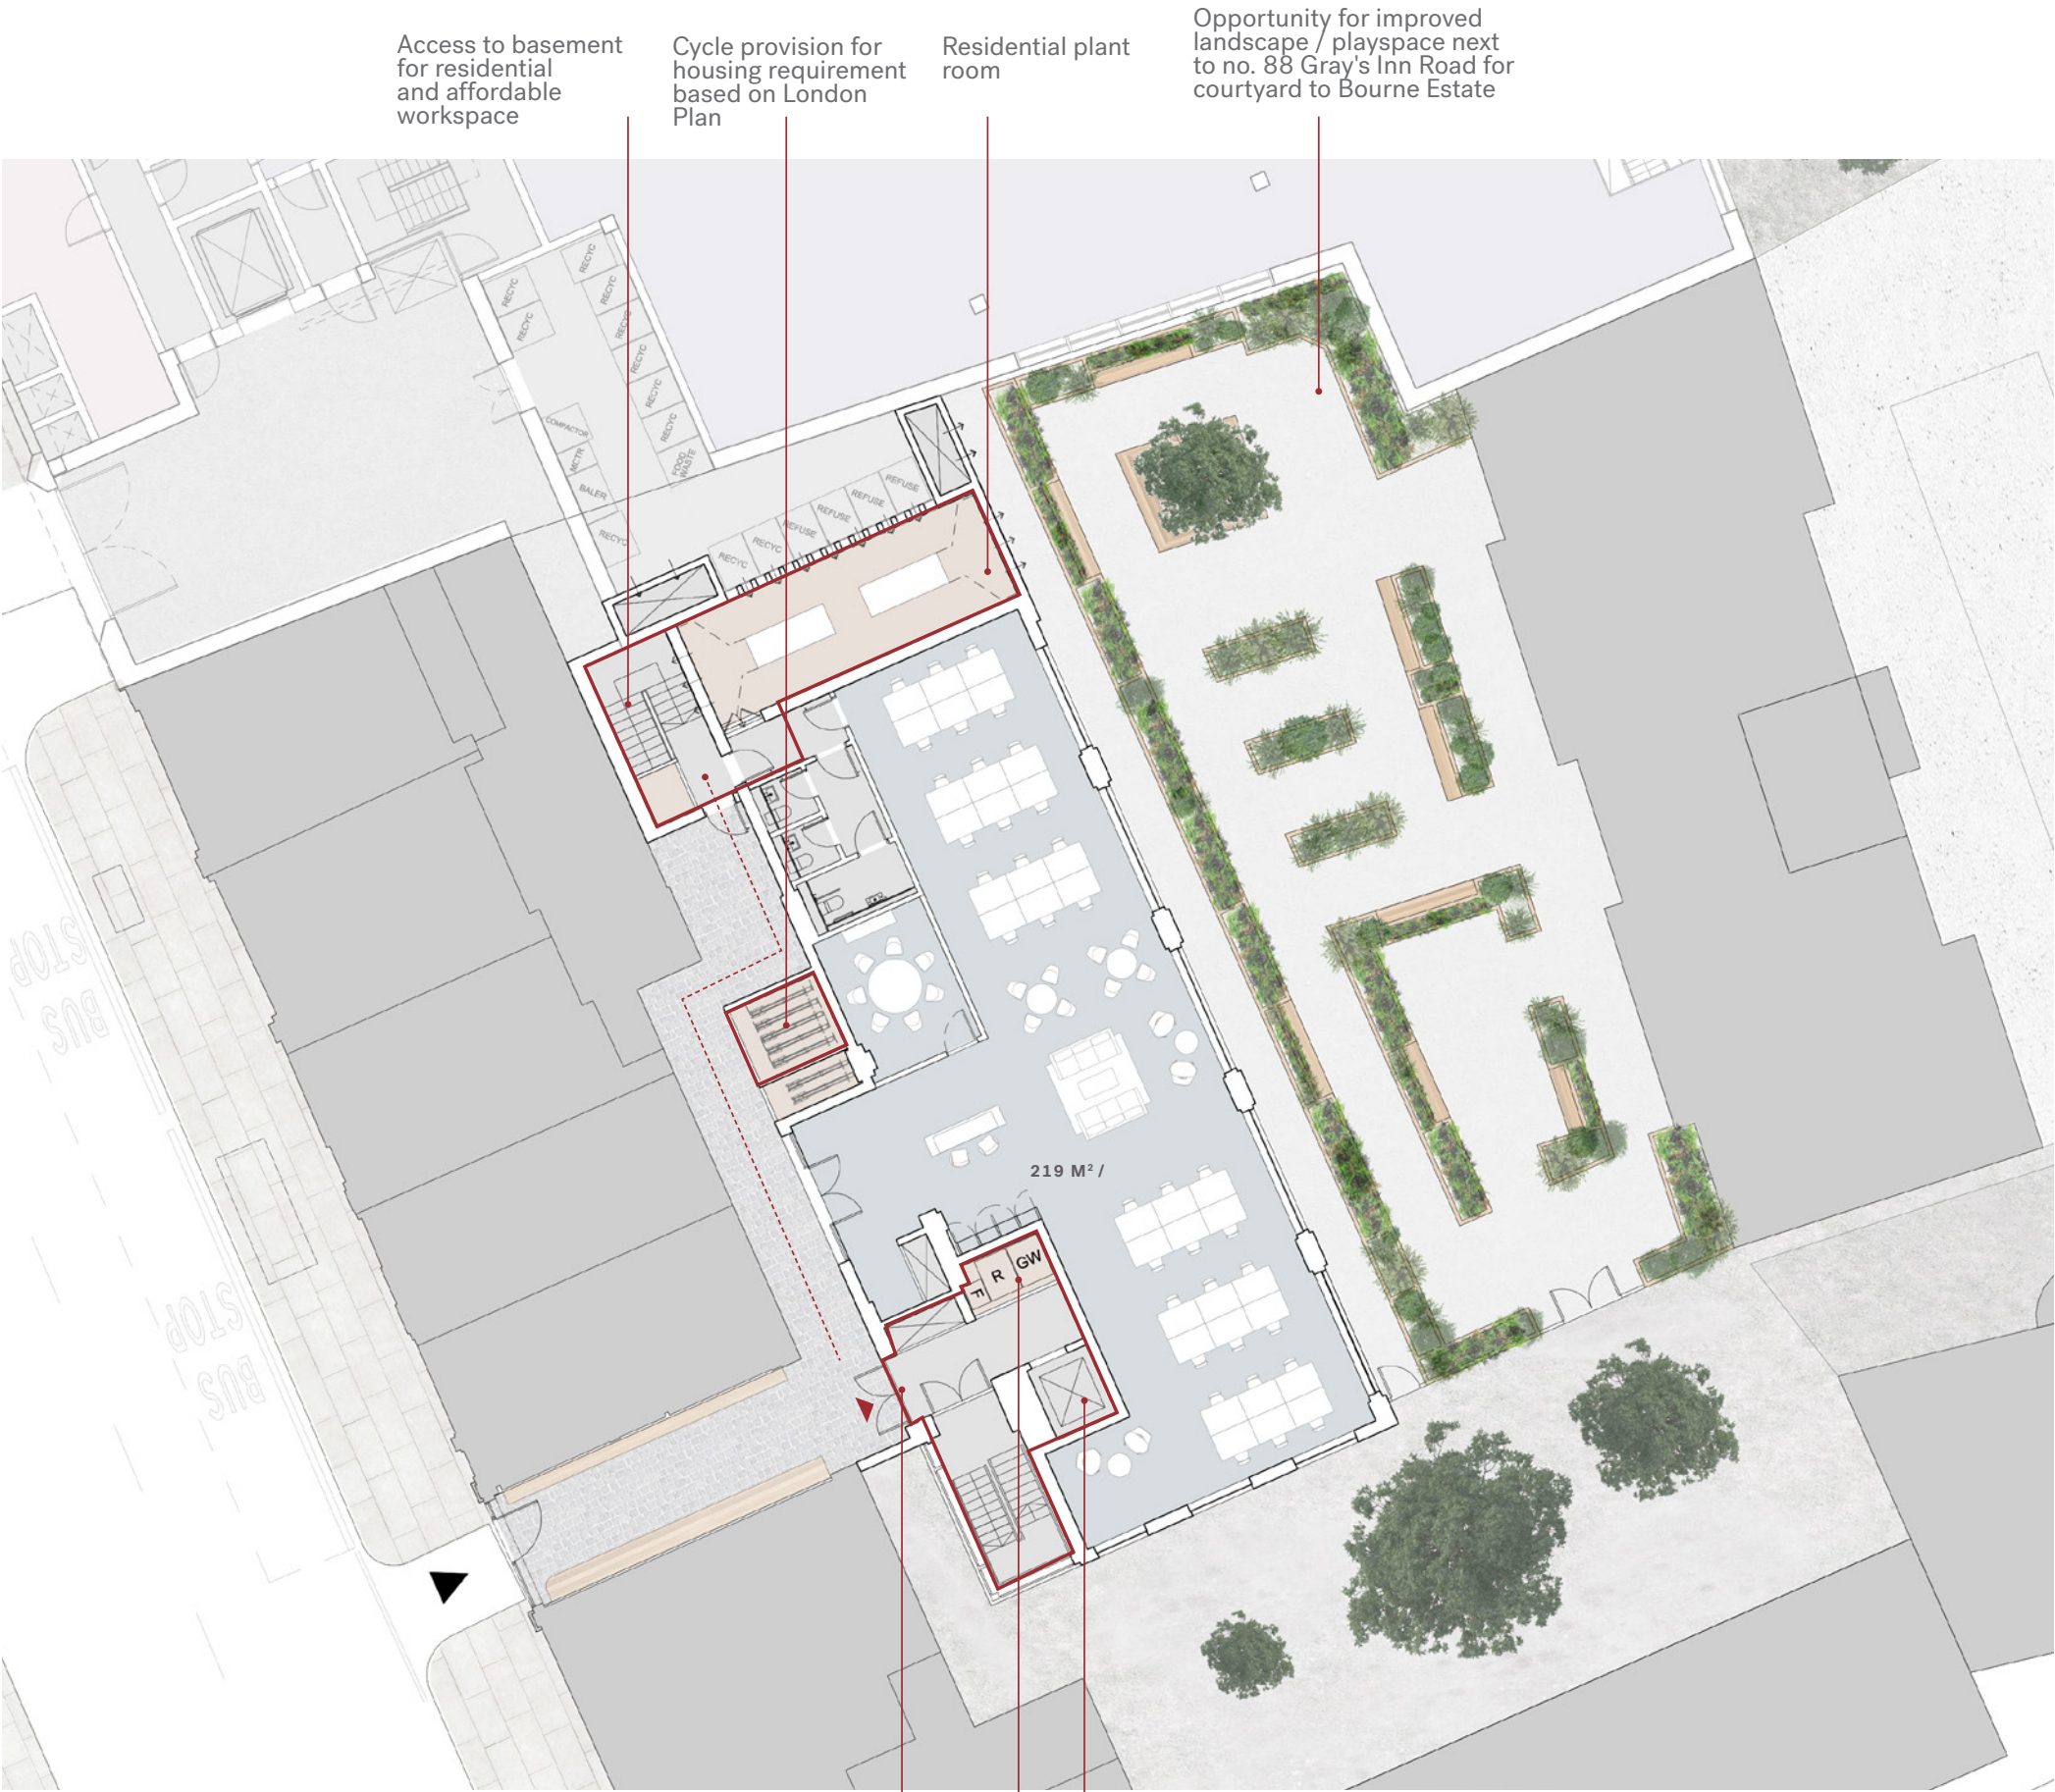 Access to basement
for residential
and affordable
workspace
Cycle provision for
housing requirement
based on London
Plan
Residential plant
room
Opportunity for improved
landscape / playspace next
to no. 88 Gray's Inn Road for
courtyard to Bourne Estate
RECYC
RECYC
RECYC
RECYC
RECYC
RECYC
RECYC
RECYC
FOOD
WASTE
COMPACTOR
MCTR
BALER
RECYC
RECYC
RECYC
REFUSE
REFUSE
REFUSE
REFUSE
BUS
STOP
BUS
STOP
219 M² /
F
R
GW